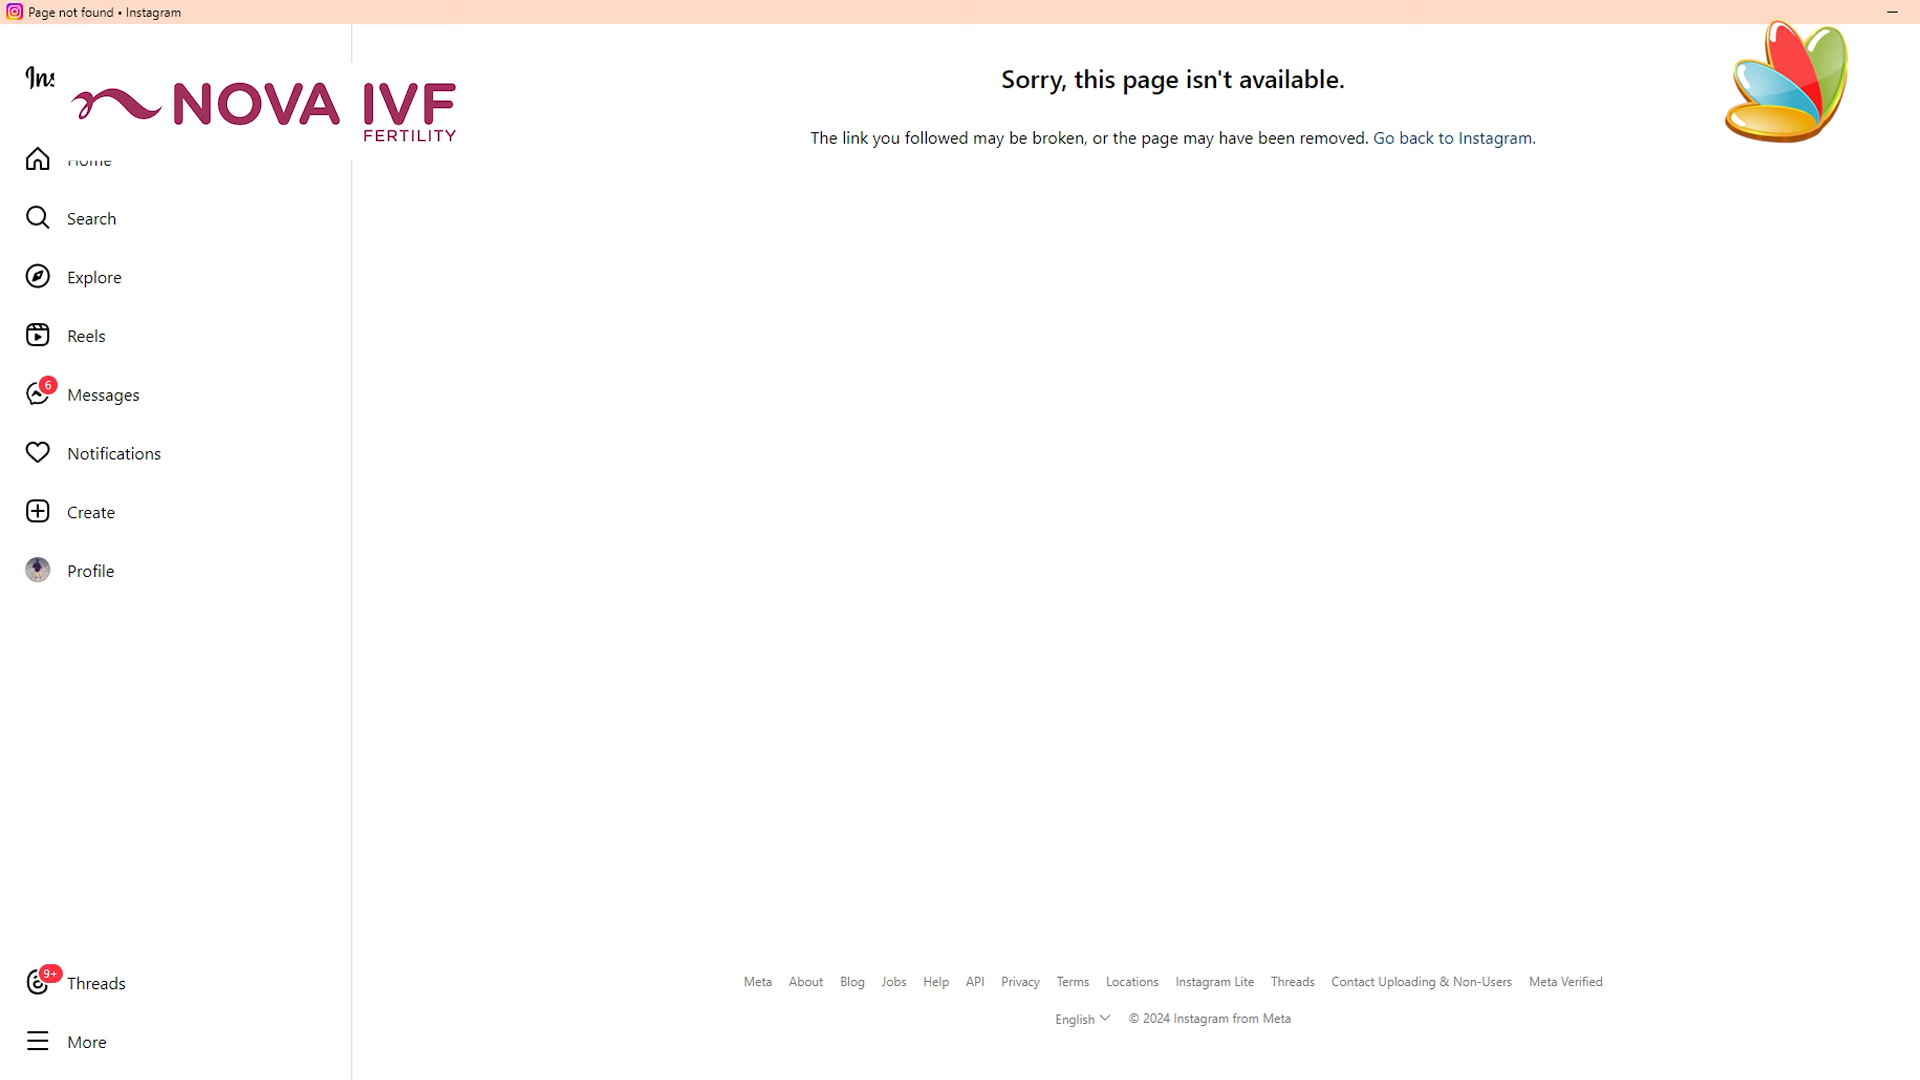 Page not found • Instagram
Ins
NOVA IVF
FERTILITY
Home
Search
Explore
Reels
6
Messages
Notifications
Create
Profile
9+
Threads
More
Sorry, this page isn't available.
The link you followed may be broken, or the page may have been removed. Go back to Instagram.
Meta About Blog Jobs Help API Privacy Terms Locations Instagram Lite Threads Contact Uploading & Non-Users Meta Verified
English © 2024 Instagram from Meta